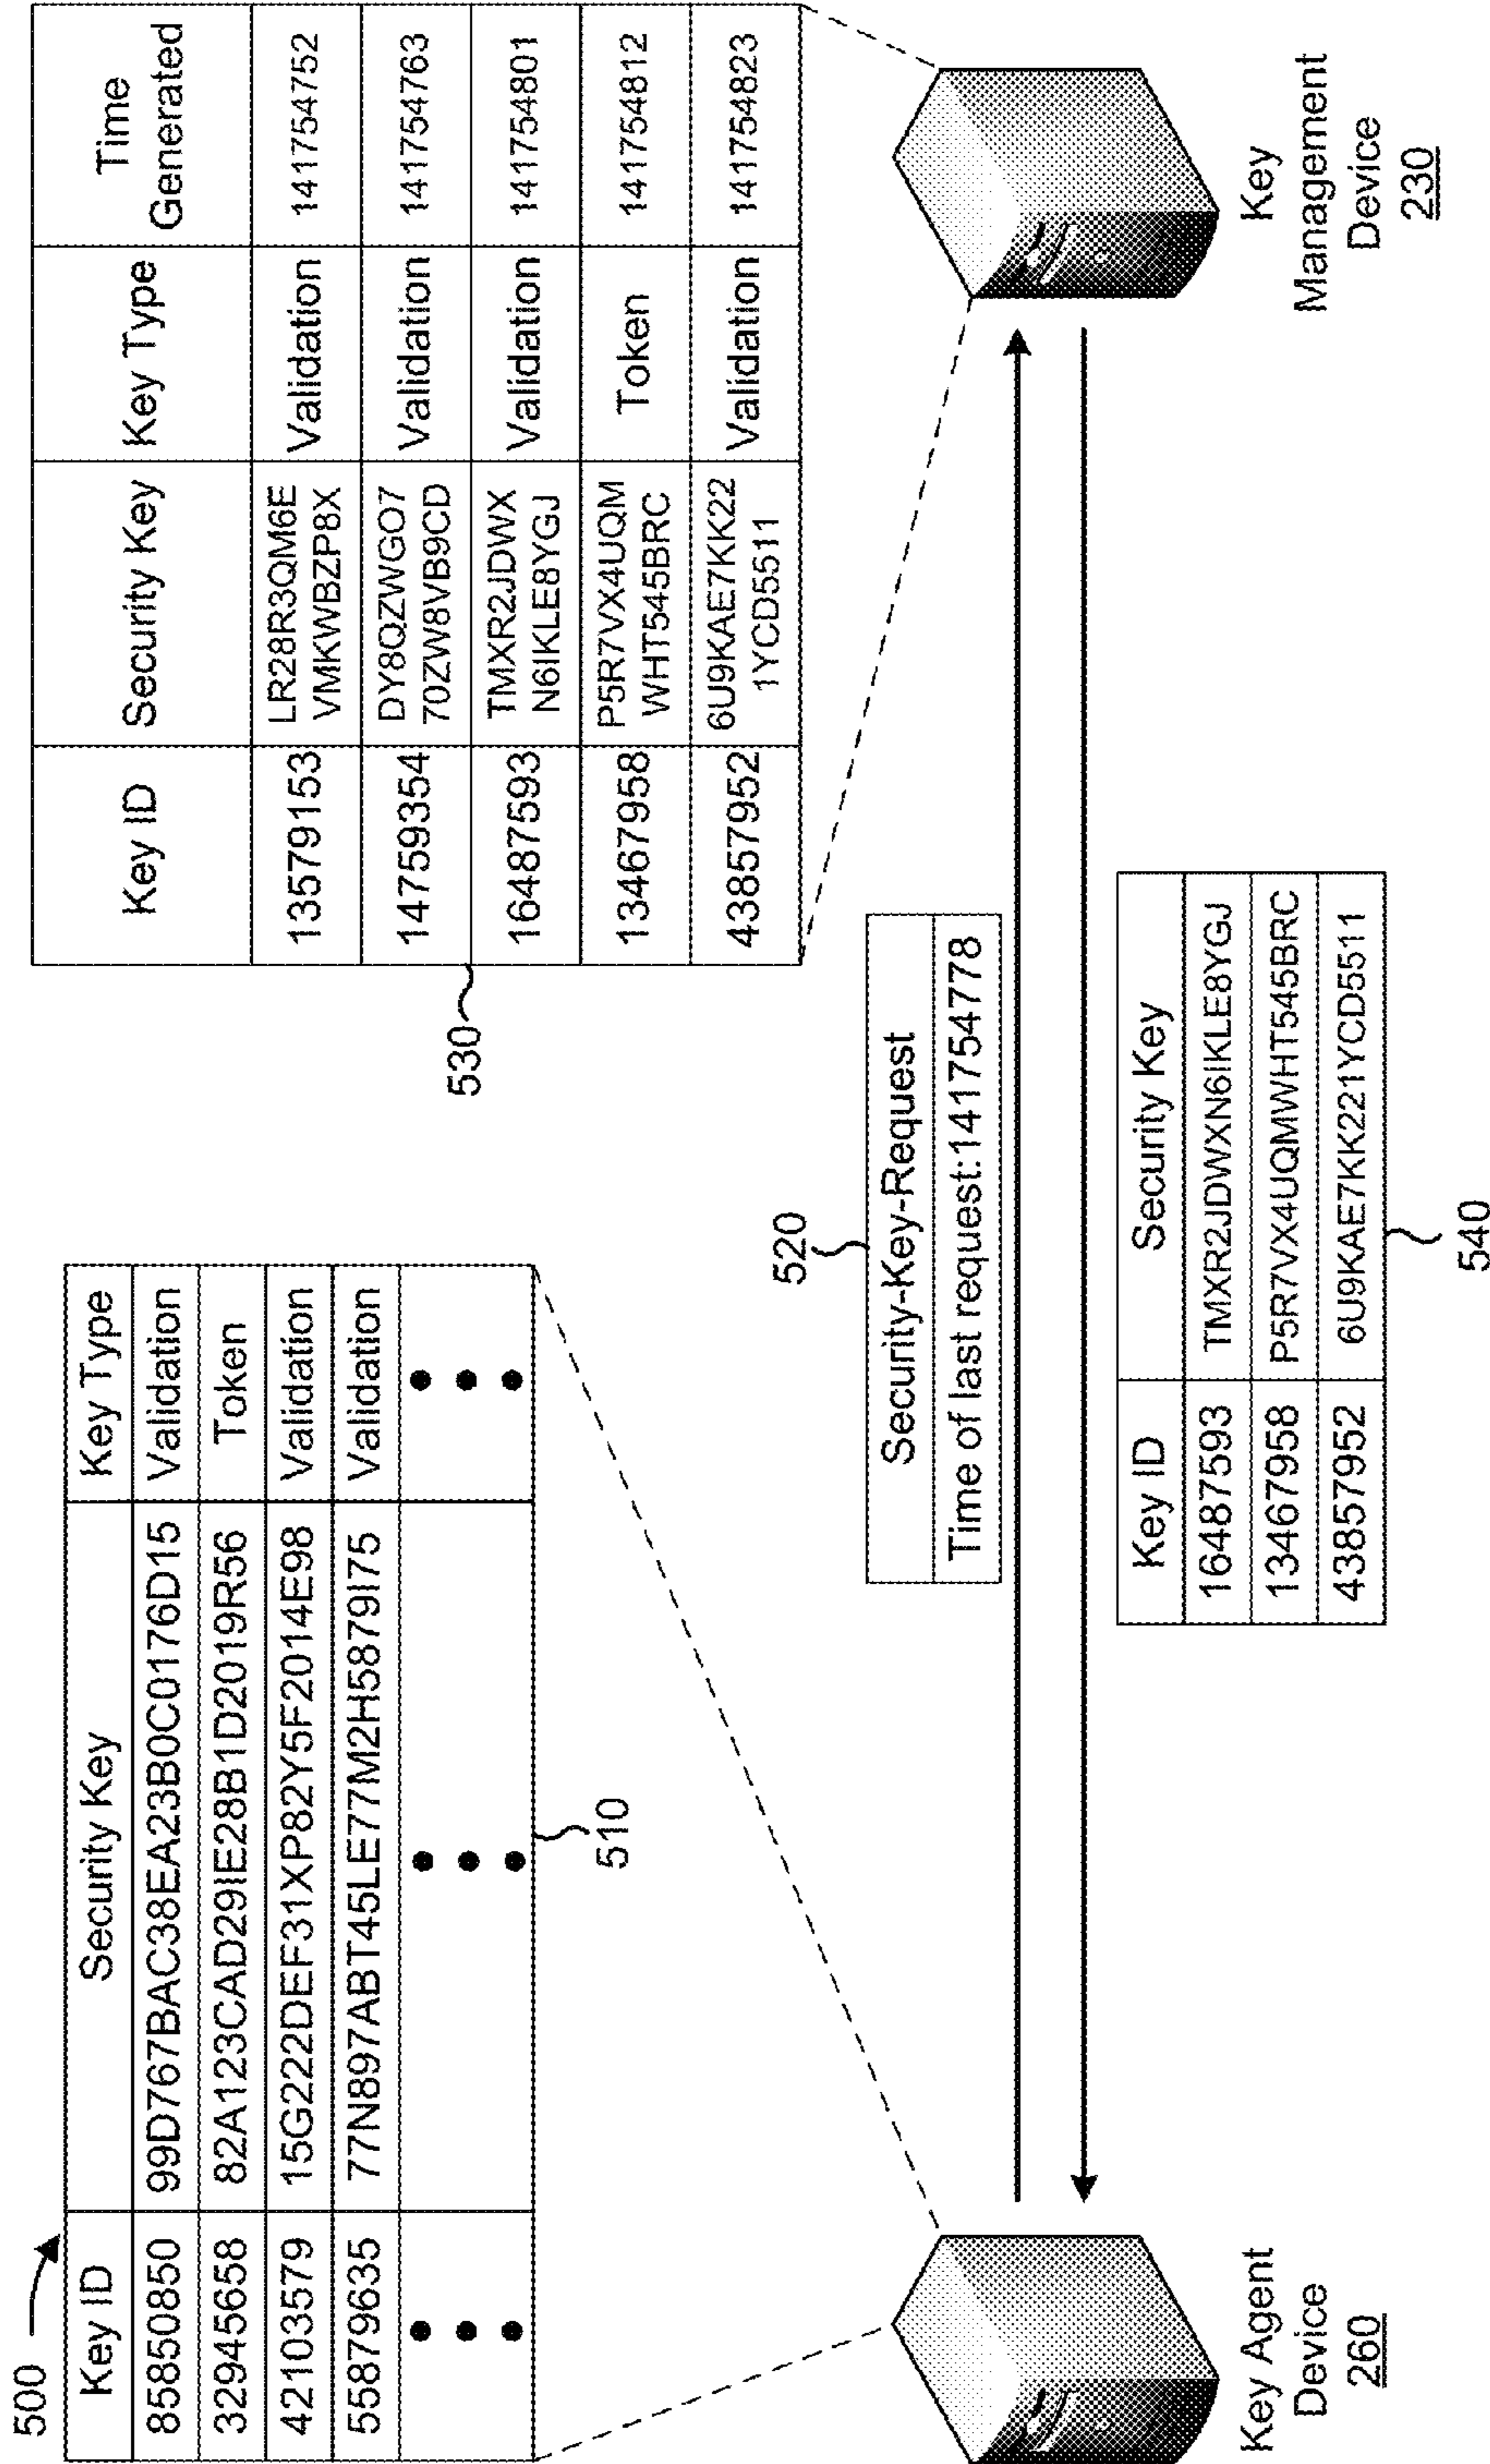 500
Key ID Security Key Key Type
85850850 99D767BAC38EA23B0C0176D15 Validation
32945658 82A123CAD29IE28B1D2019R56 Token
42103579 15G222DEF31XP82Y5F2014E98 Validation
55879635 77N897ABT45LE77M2H5879I75 Validation
510
Key ID Security Key Key Type Time
Generated
13579153 LR28R3QM6E
VMKWBZP8X Validation 141754752
14759354 DY8QZWGO7
70ZW8VB9CD Validation 141754763
16487593 TMXR2JDWX
N6IKLE8YGJ Validation 141754801
13467958 P5R7VX4UQM
WHT545BRC Token 141754812
43857952 6U9KAE7KK22
1YCD5511 Validation 141754823
530
520
Security-Key-Request
Time of last request:141754778
Key ID Security Key
16487593 TMXR2JDWXN6IKLE8YGJ
13467958 P5R7VX4UQMWHT545BRC
43857952 6U9KAE7KK221YCD5511
540
Key Agent
Device
260
Key
Management
Device
230